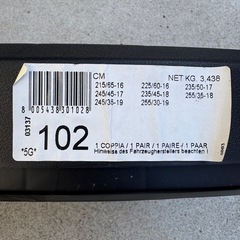 CM
NET KG. 3,438
215/65-16 225/60-16 235/50-17
245/45-17 235/45-18 255/35-18
245/35-19 255/30-19
8 005438 301028
03137
*5G*
102
1 COPPIA / 1 PAIR / 1 PAIRE / 1 PAAR
Hinweise des Fahrzeugherstellers beachten !